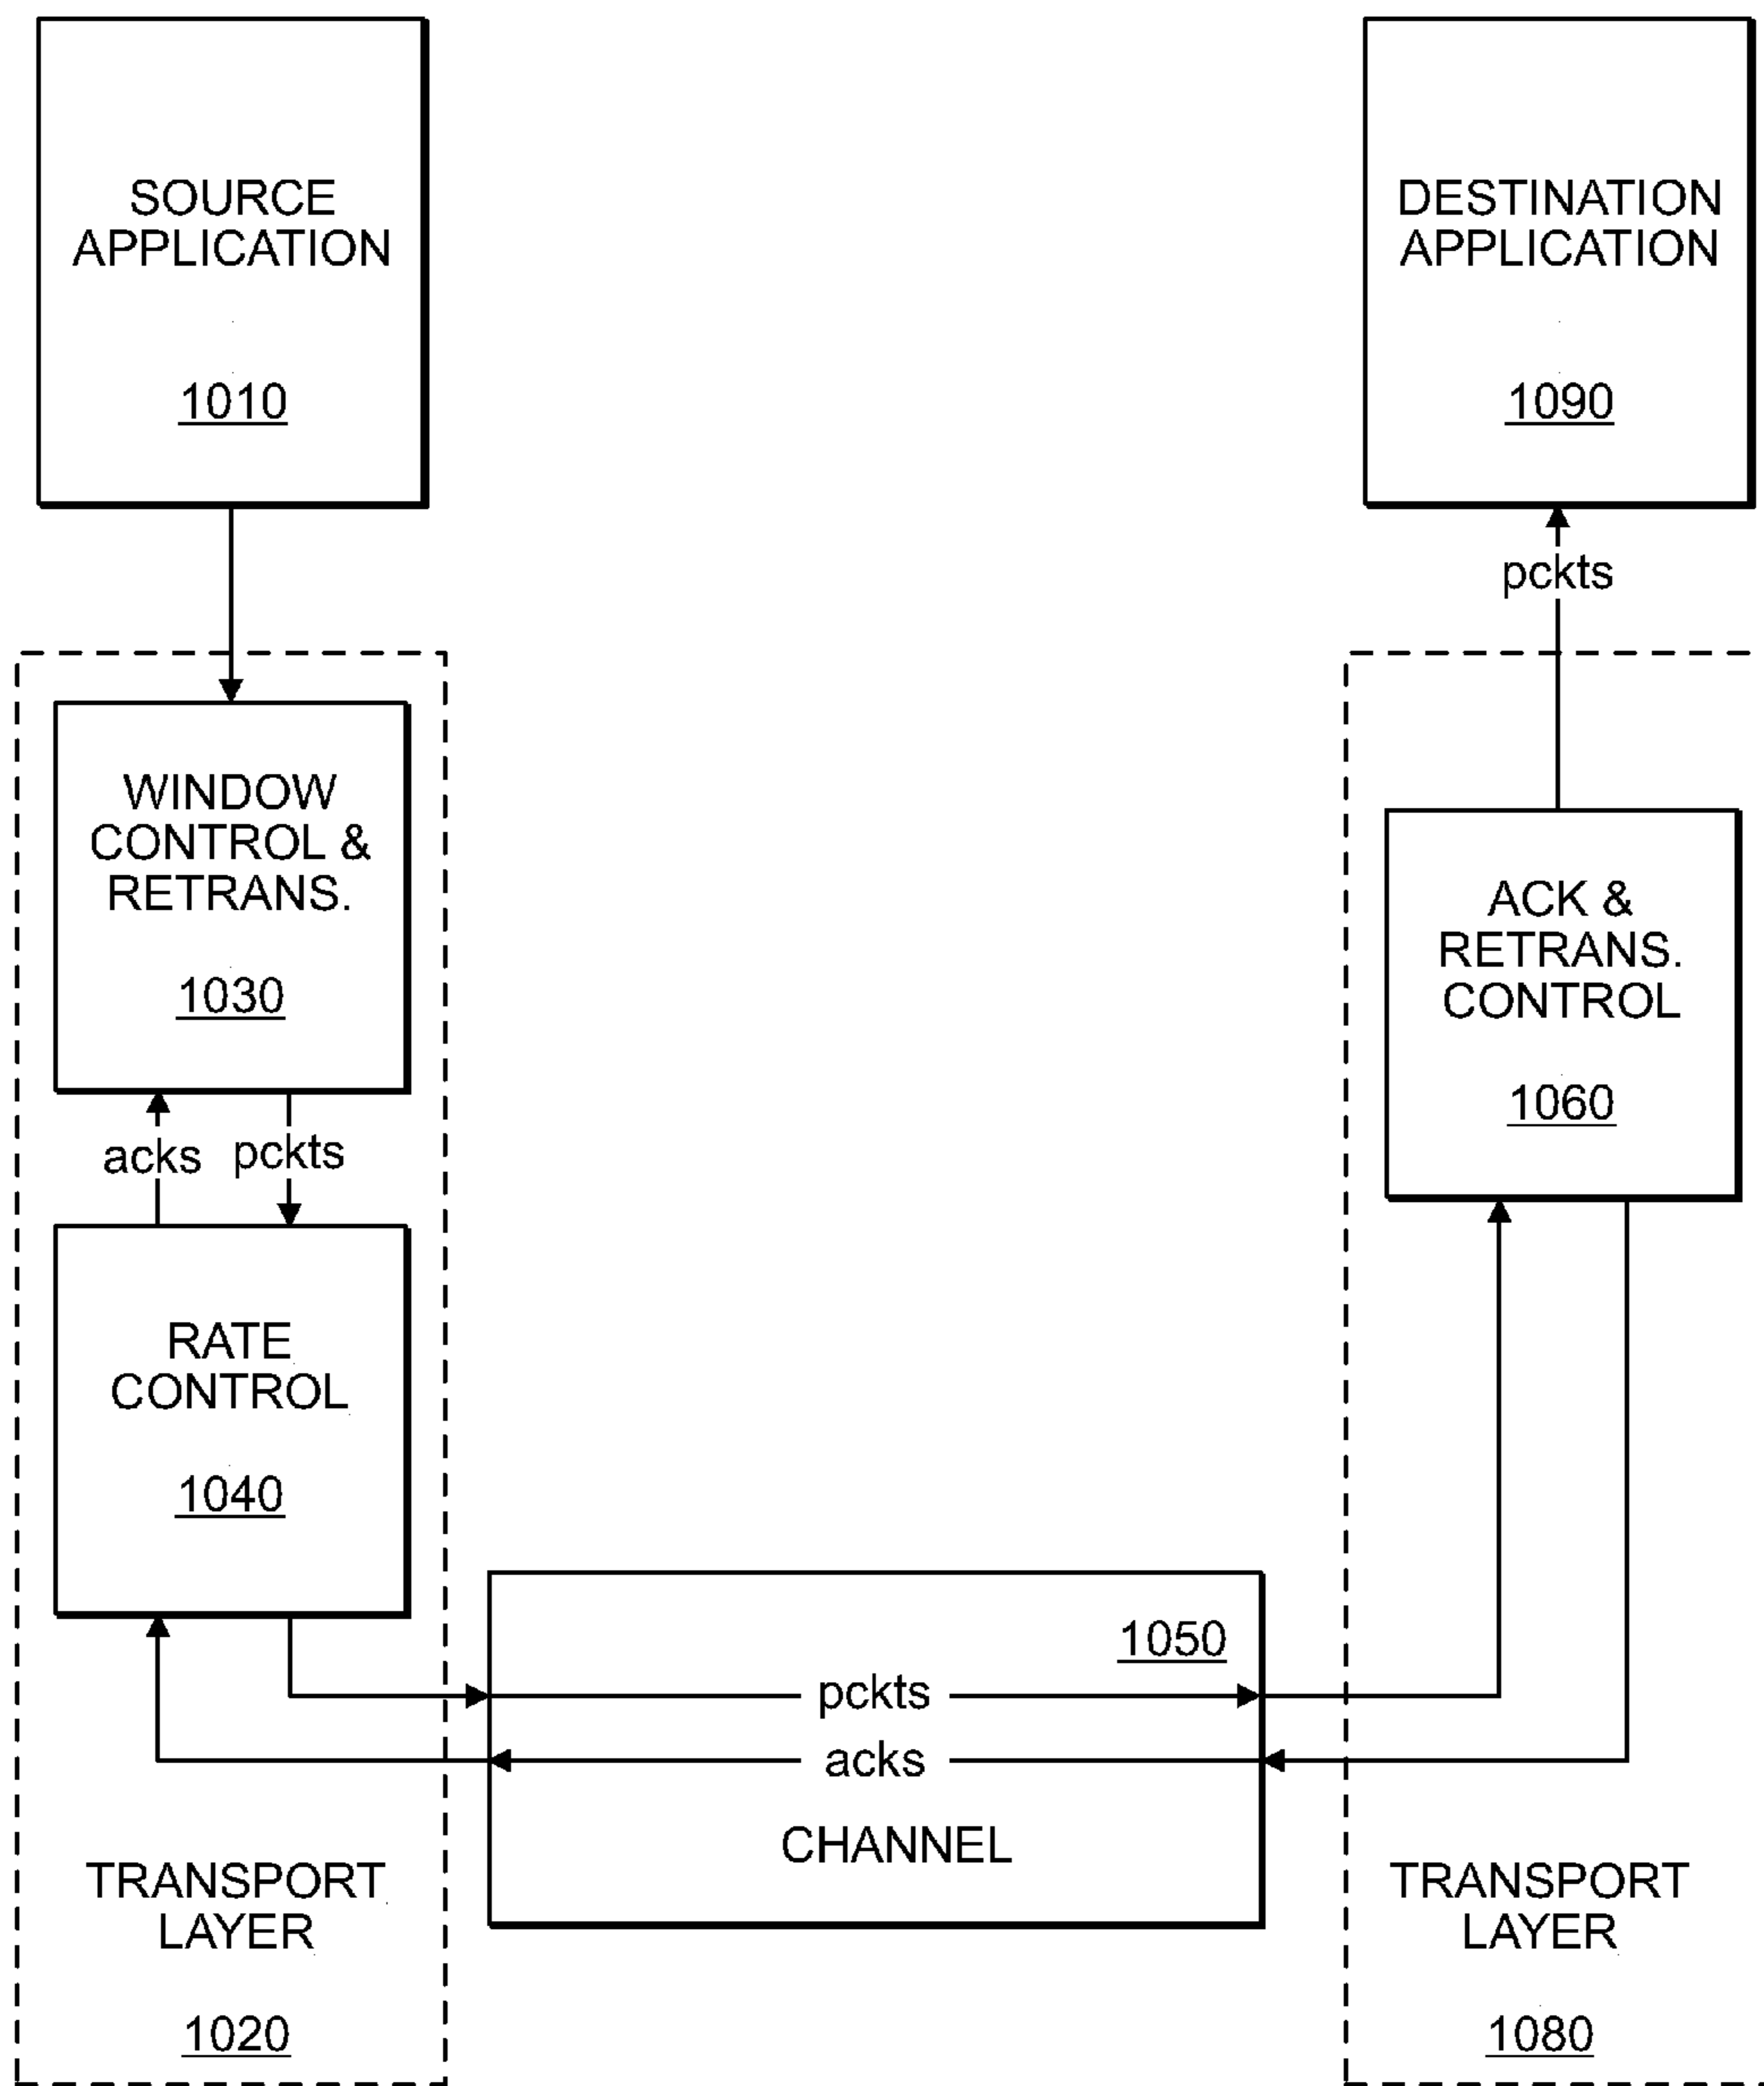 SOURCE
APPLICATION
1010
DESTINATION
APPLICATION
1090
pckts
WINDOW
CONTROL &
RETRANS.
1030
ACK &
RETRANS.
CONTROL
1060
acks
pckts
RATE
CONTROL
1040
1050
pckts
acks
CHANNEL
TRANSPORT
LAYER
1020
TRANSPORT
LAYER
1080